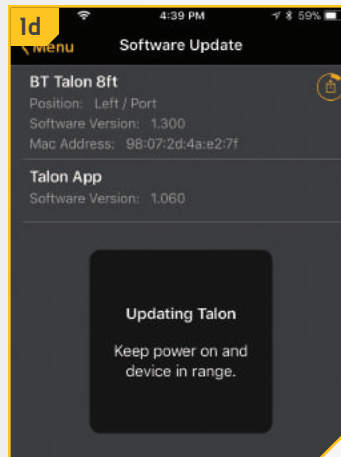 1d
4:39 PM
59%
Menu
Software Update
BT Talon 8ft
Position: Left / Port
Software Version: 1.300
Mac Address: 98:07:2d:4a:e2:7f
Talon App
Software Version: 1.060
Updating Talon
Keep power on and
device in range.